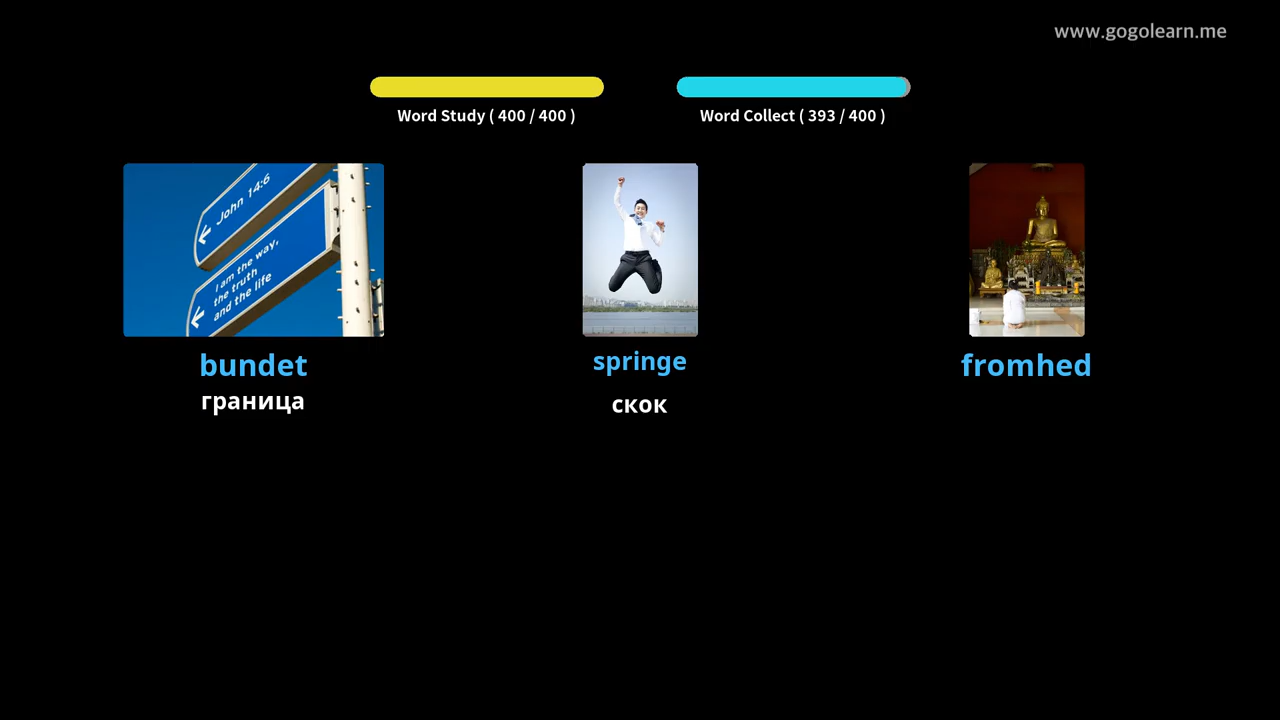 www.gogolearn.me
Word Study ( 400 / 400 )
Word Collect ( 393 / 400 )
John 14:6
I am the way,
the truth
and the life
bundet
граница
springe
скок
fromhed